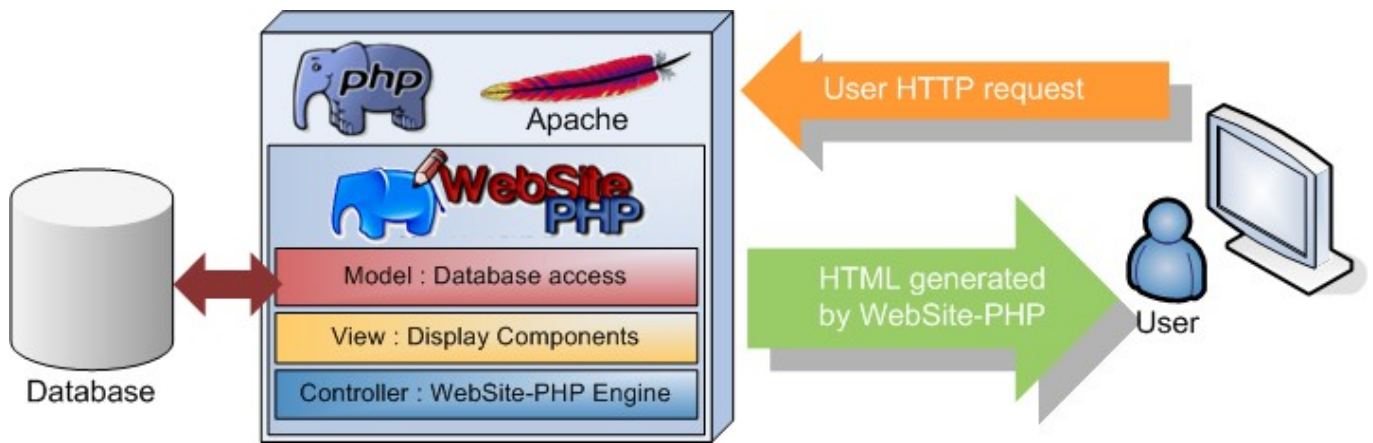 php
Apache
User HTTP request
WebSite
PHP
Model : Database access
HTML generated
by WebSite-PHP
View : Display Components
User
Controller : WebSite-PHP Engine
Database